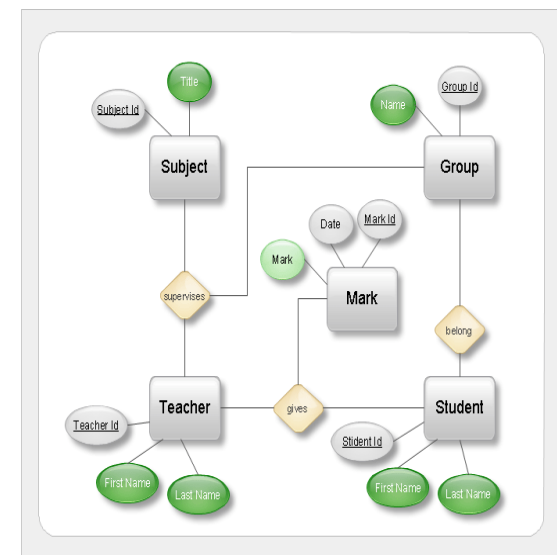 Title
Subject Id
Group Id
Name
Subject
Group
Date
Mark Id
Mark
Mark
supervises
belong
Teacher
gives
Student
Teacher Id
Stident Id
First Name
Last Name
First Name
Last Name